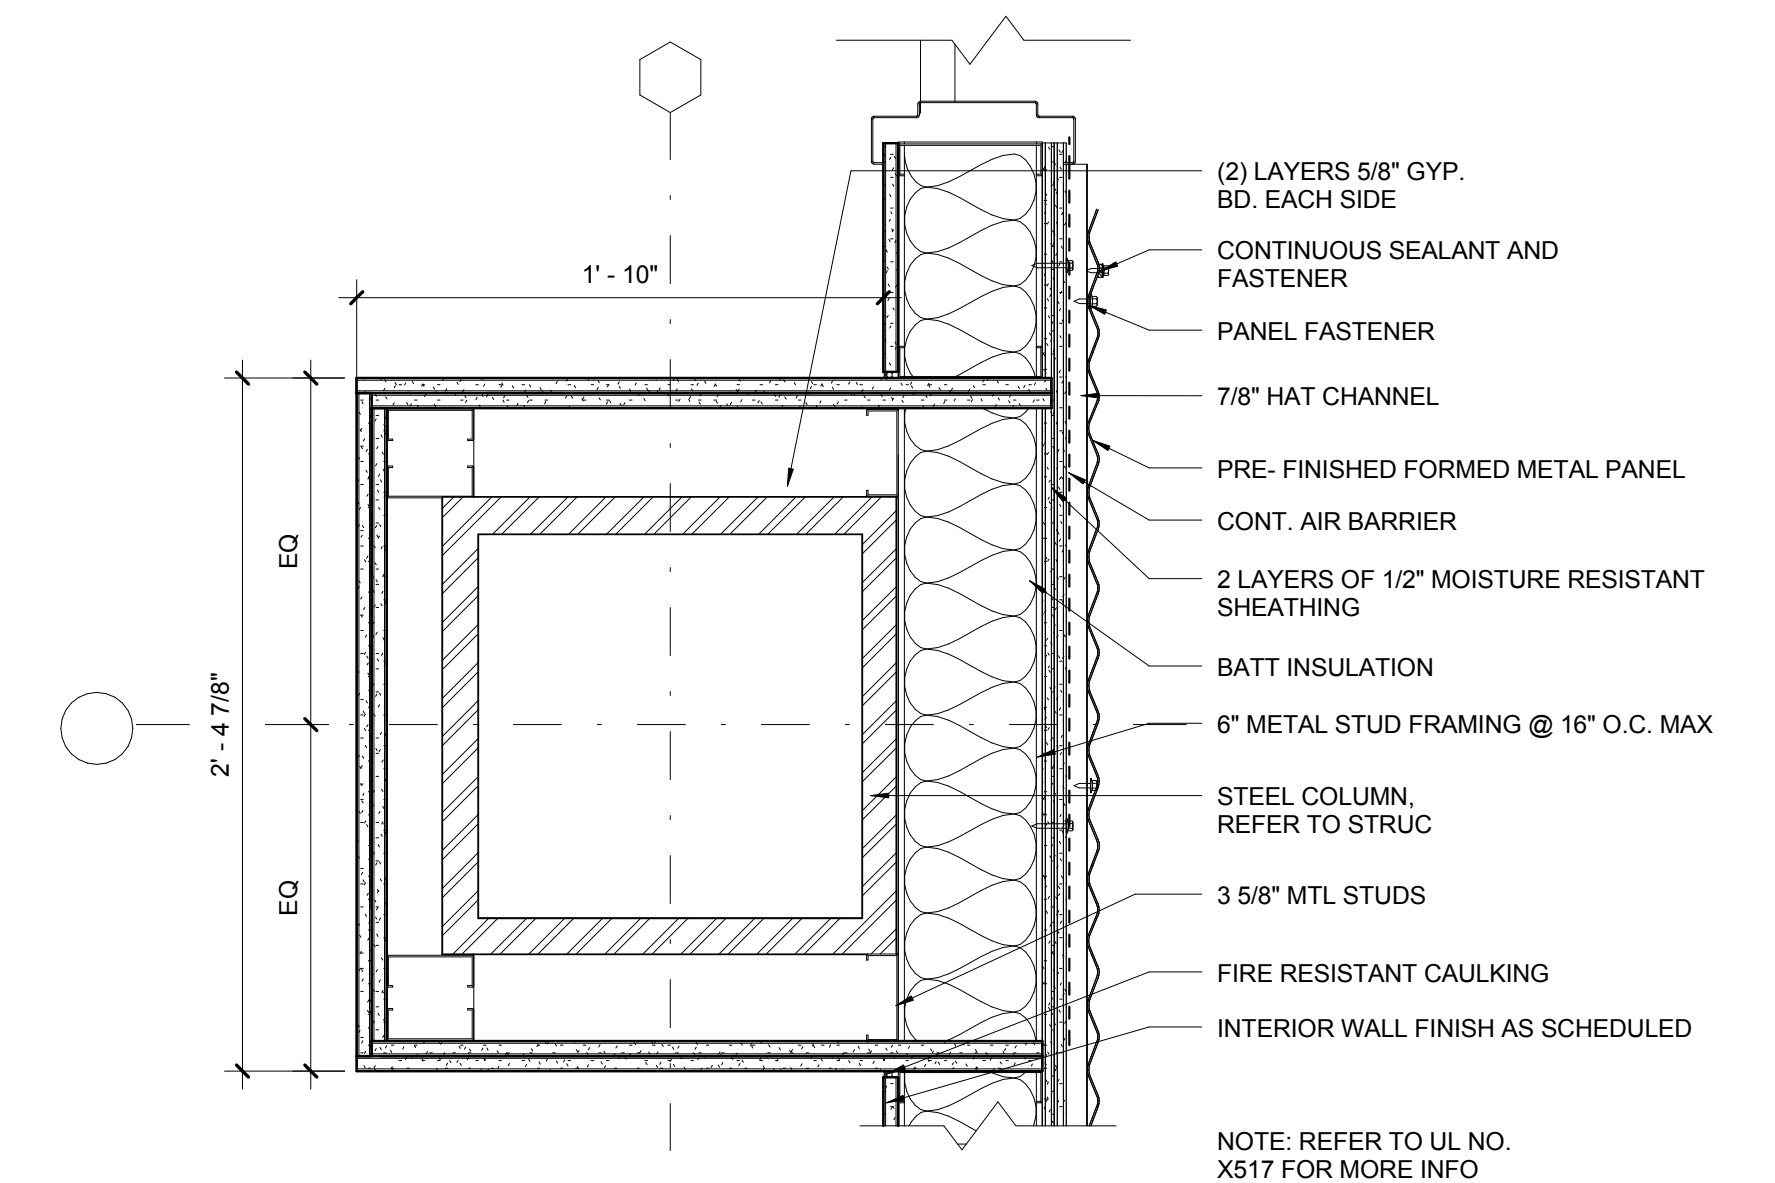 (2) LAYERS 5/8" GYP.
BD. EACH SIDE
CONTINUOUS SEALANT AND
FASTENER
1' - 10"
PANEL FASTENER
7/8" HAT CHANNEL
PRE- FINISHED FORMED METAL PANEL
CONT. AIR BARRIER
EQ
2 LAYERS OF 1/2" MOISTURE RESISTANT
SHEATHING
BATT INSULATION
2' - 4 7/8"
6" METAL STUD FRAMING @ 16" O.C. MAX
STEEL COLUMN,
REFER TO STRUC
EQ
3 5/8" MTL STUDS
FIRE RESISTANT CAULKING
INTERIOR WALL FINISH AS SCHEDULED
NOTE: REFER TO UL NO.
X517 FOR MORE INFO